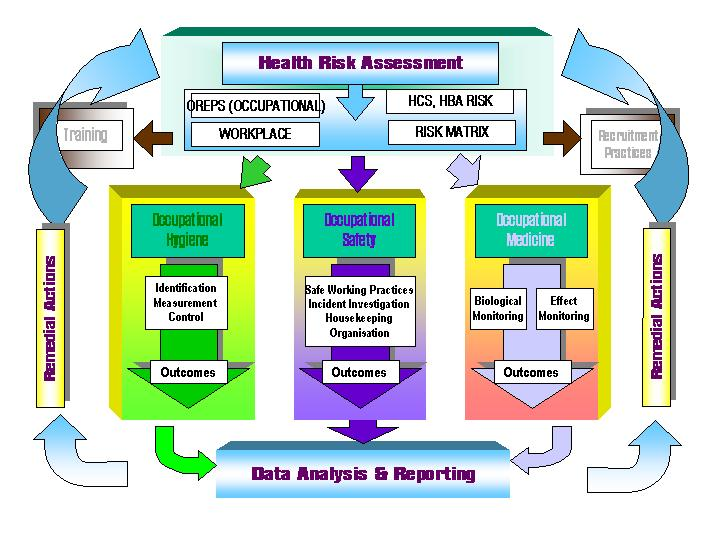 Health Risk Assessment
OREPS (OCCUPATIONAL)
HCS, HBA RISK
WORKPLACE
RISK MATRIX
Training
Recruitment
Practices
Occupational
Hygiene
Occupational
Safety
Occupational
Medicine
Remedial Actions
Identification
Measurement
Control
Safe Working Practices
Incident Investigation
Housekeeping
Organisation
Biological
Monitoring
Effect
Monitoring
Remedial Actions
Outcomes
Outcomes
Outcomes
Data Analysis & Reporting